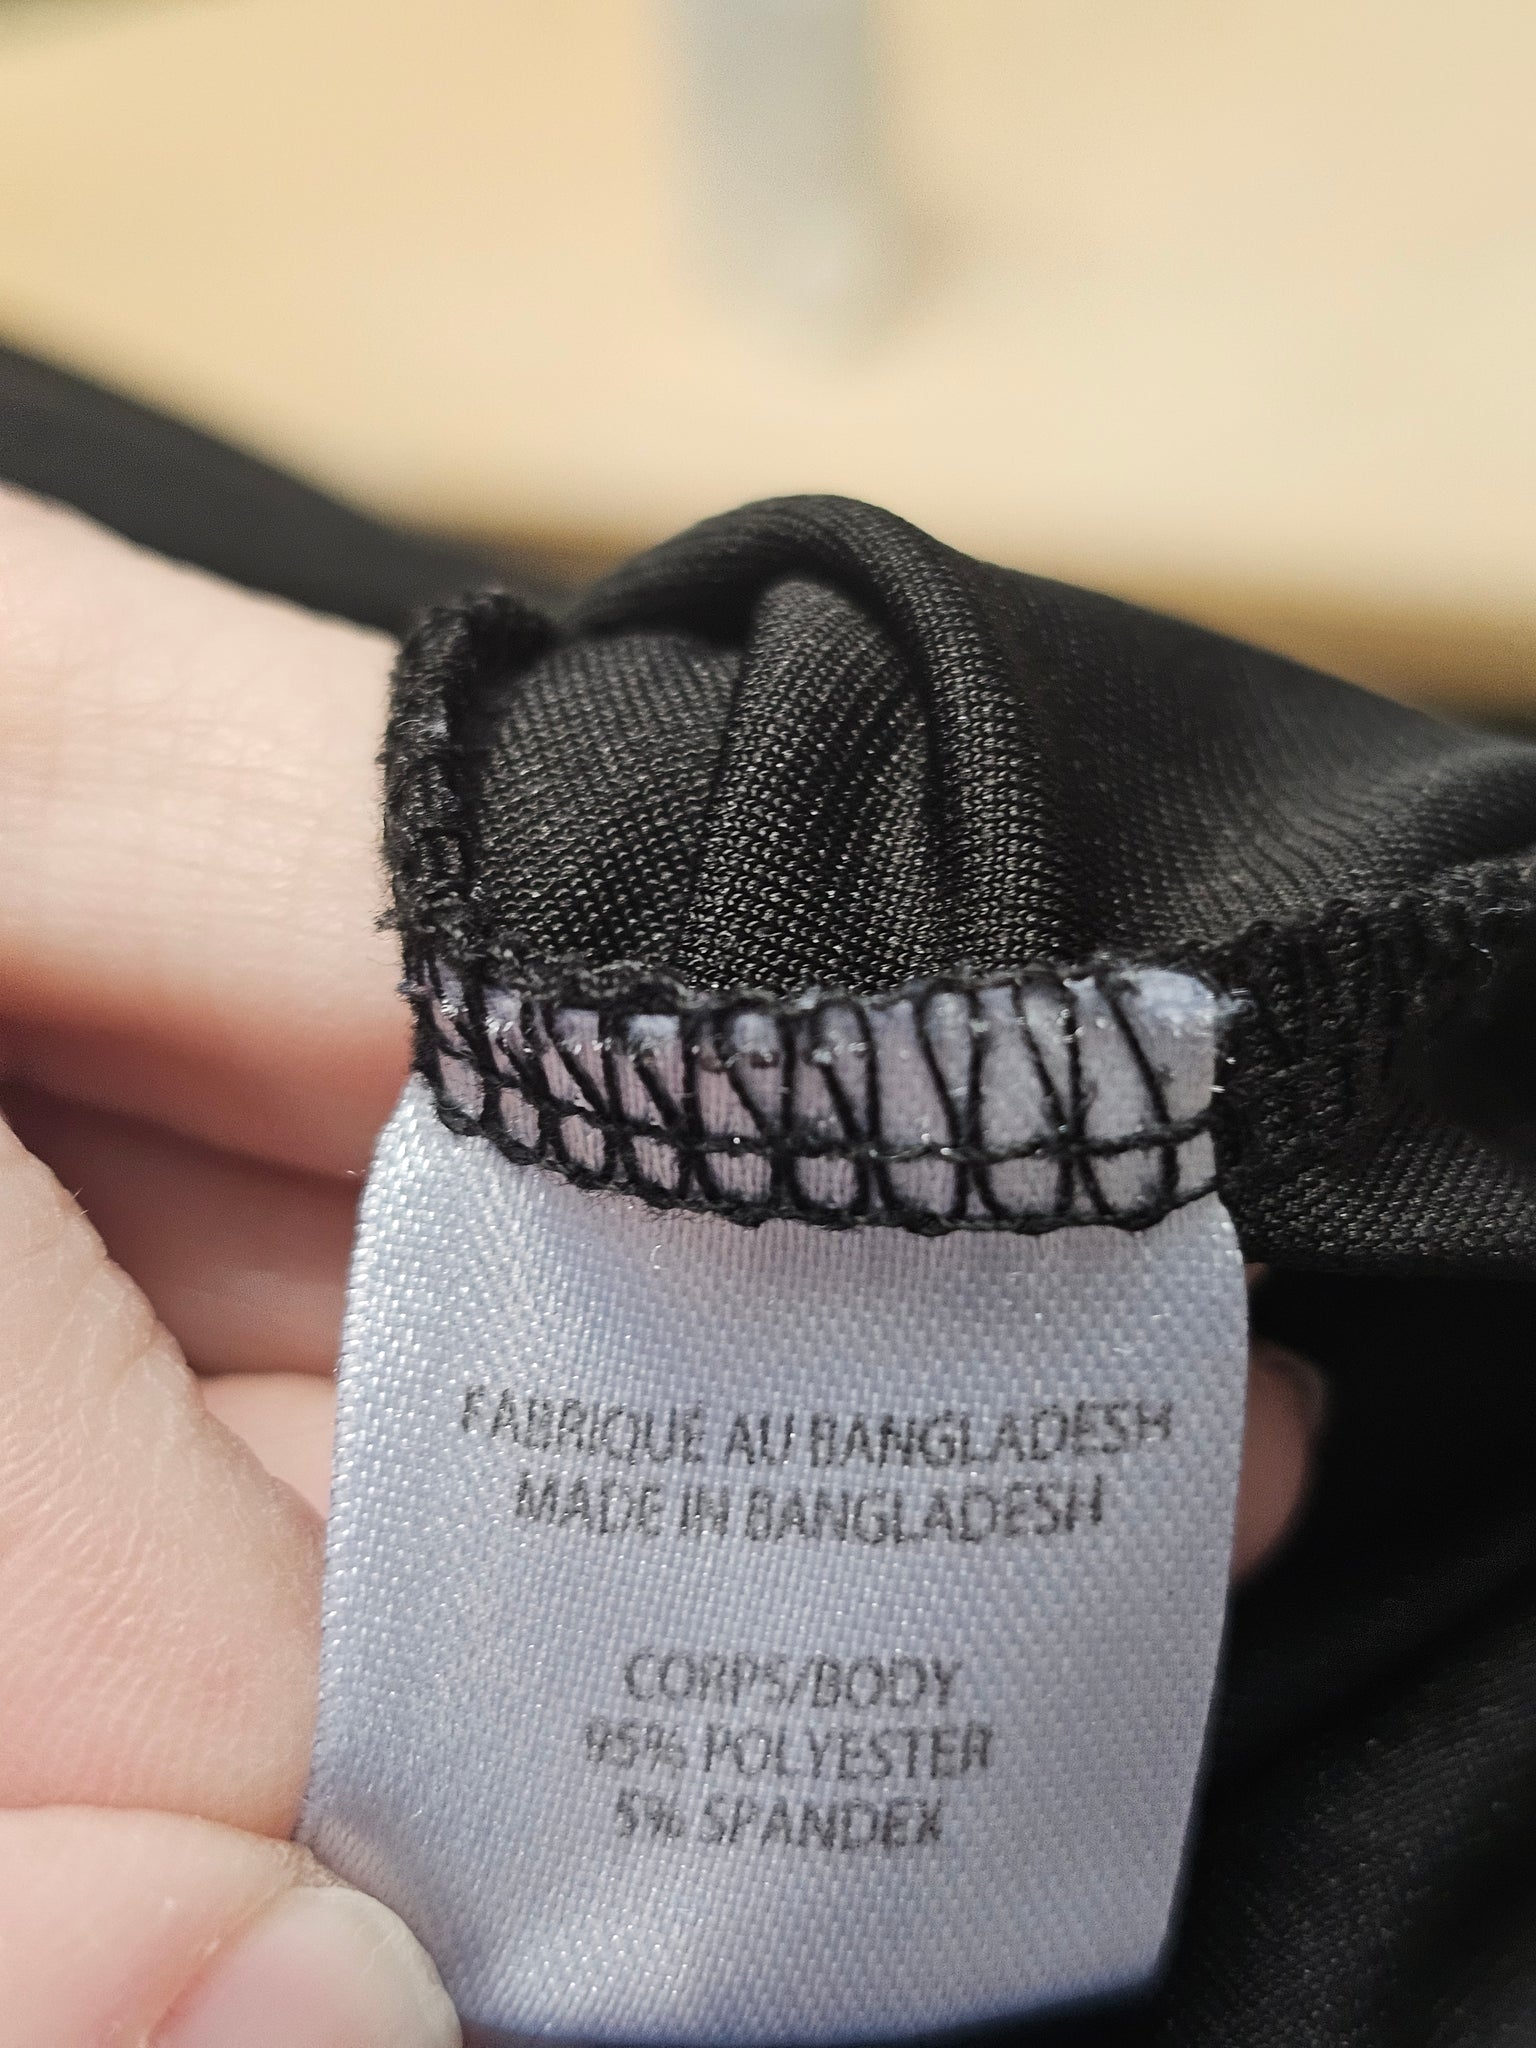 FABRIQUÉ AU BANGLADESH
MADE IN BANGLADESH
CORPS/BODY
95% POLYESTER
5% SPANDEX